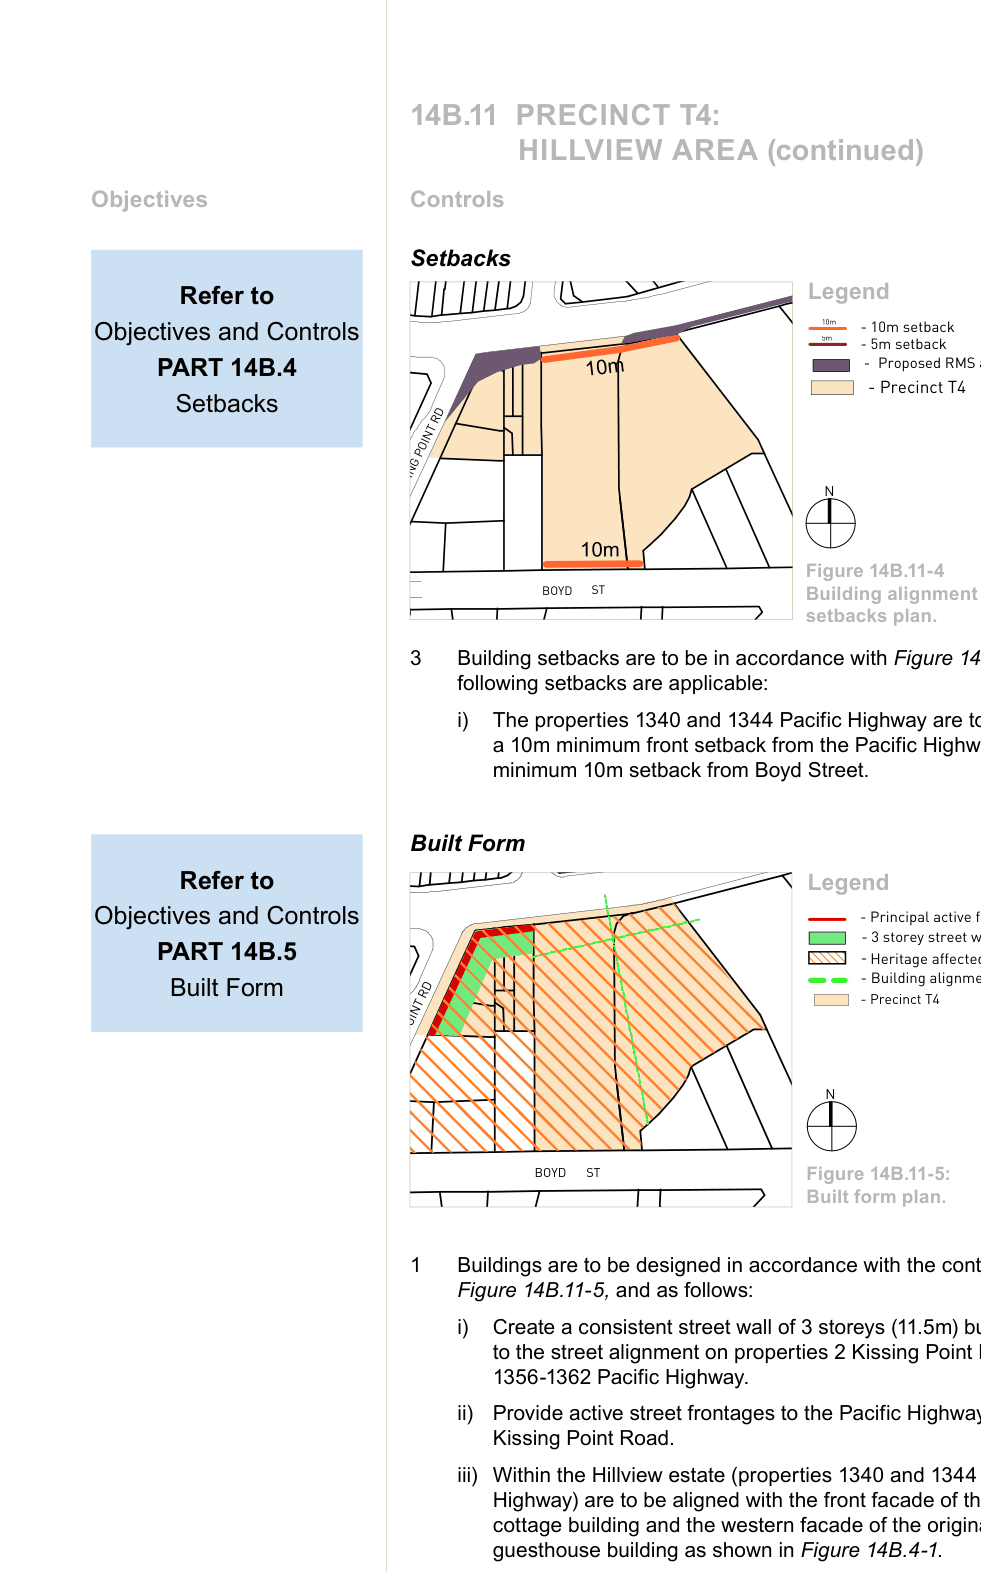 14B.11 PRECINCT T4:
HILLVIEW AREA (continued)
Objectives
Controls
Refer to
Objectives and Controls
PART 14B.4
Setbacks
Setbacks
10m
10m
POINT RD
BOYD ST
Legend
10m - 10m setback
5m - 5m setback
- Proposed RMS
- Precinct T4
N
Figure 14B.11-4
Building alignment
setbacks plan.
3 Building setbacks are to be in accordance with Figure 14
following setbacks are applicable:
i) The properties 1340 and 1344 Pacific Highway are to
a 10m minimum front setback from the Pacific Highw
minimum 10m setback from Boyd Street.
Refer to
Objectives and Controls
PART 14B.5
Built Form
Built Form
RD
BOYD ST
Legend
- Principal active f
- 3 storey street w
- Heritage affected
- Building alignme
- Precinct T4
N
Figure 14B.11-5:
Built form plan.
1 Buildings are to be designed in accordance with the cont
Figure 14B.11-5, and as follows:
i) Create a consistent street wall of 3 storeys (11.5m) bu
to the street alignment on properties 2 Kissing Point
1356-1362 Pacific Highway.
ii) Provide active street frontages to the Pacific Highway
Kissing Point Road.
iii) Within the Hillview estate (properties 1340 and 1344
Highway) are to be aligned with the front facade of th
cottage building and the western facade of the origina
guesthouse building as shown in Figure 14B.4-1.